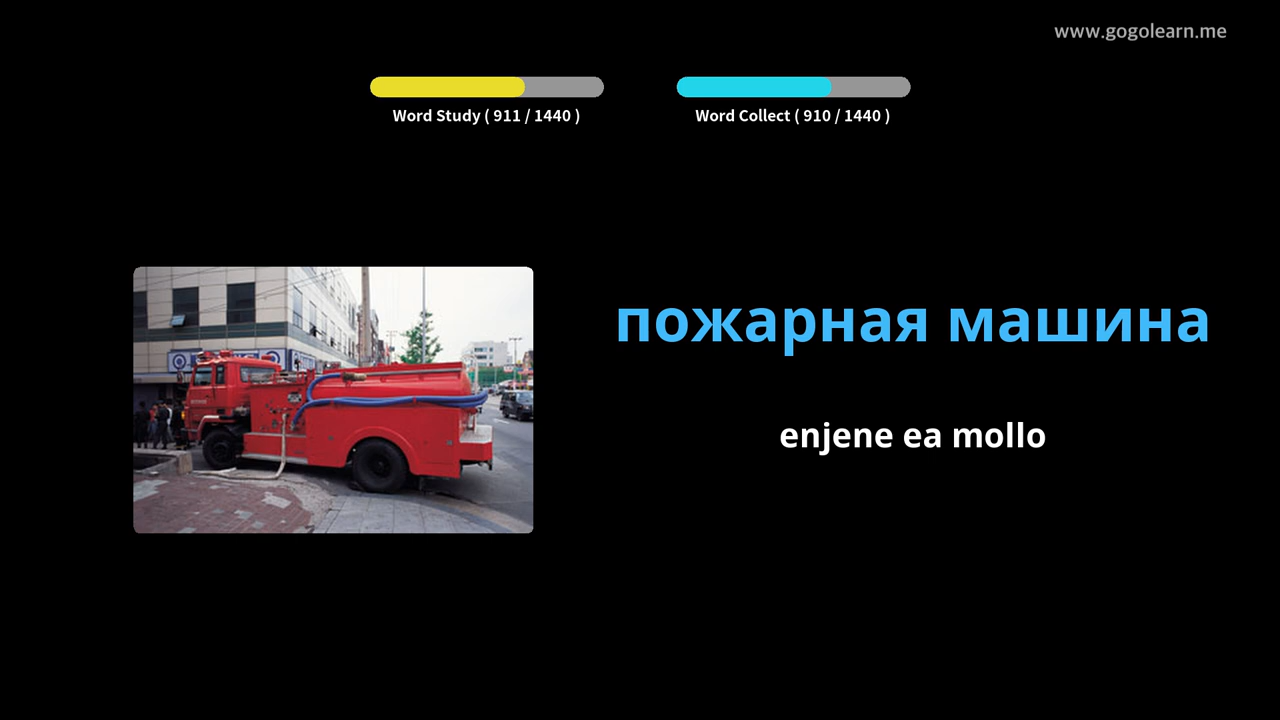 www.gogolearn.me
Word Study ( 911 / 1440 )
Word Collect ( 910 / 1440 )
пожарная машина
enjene ea mollo